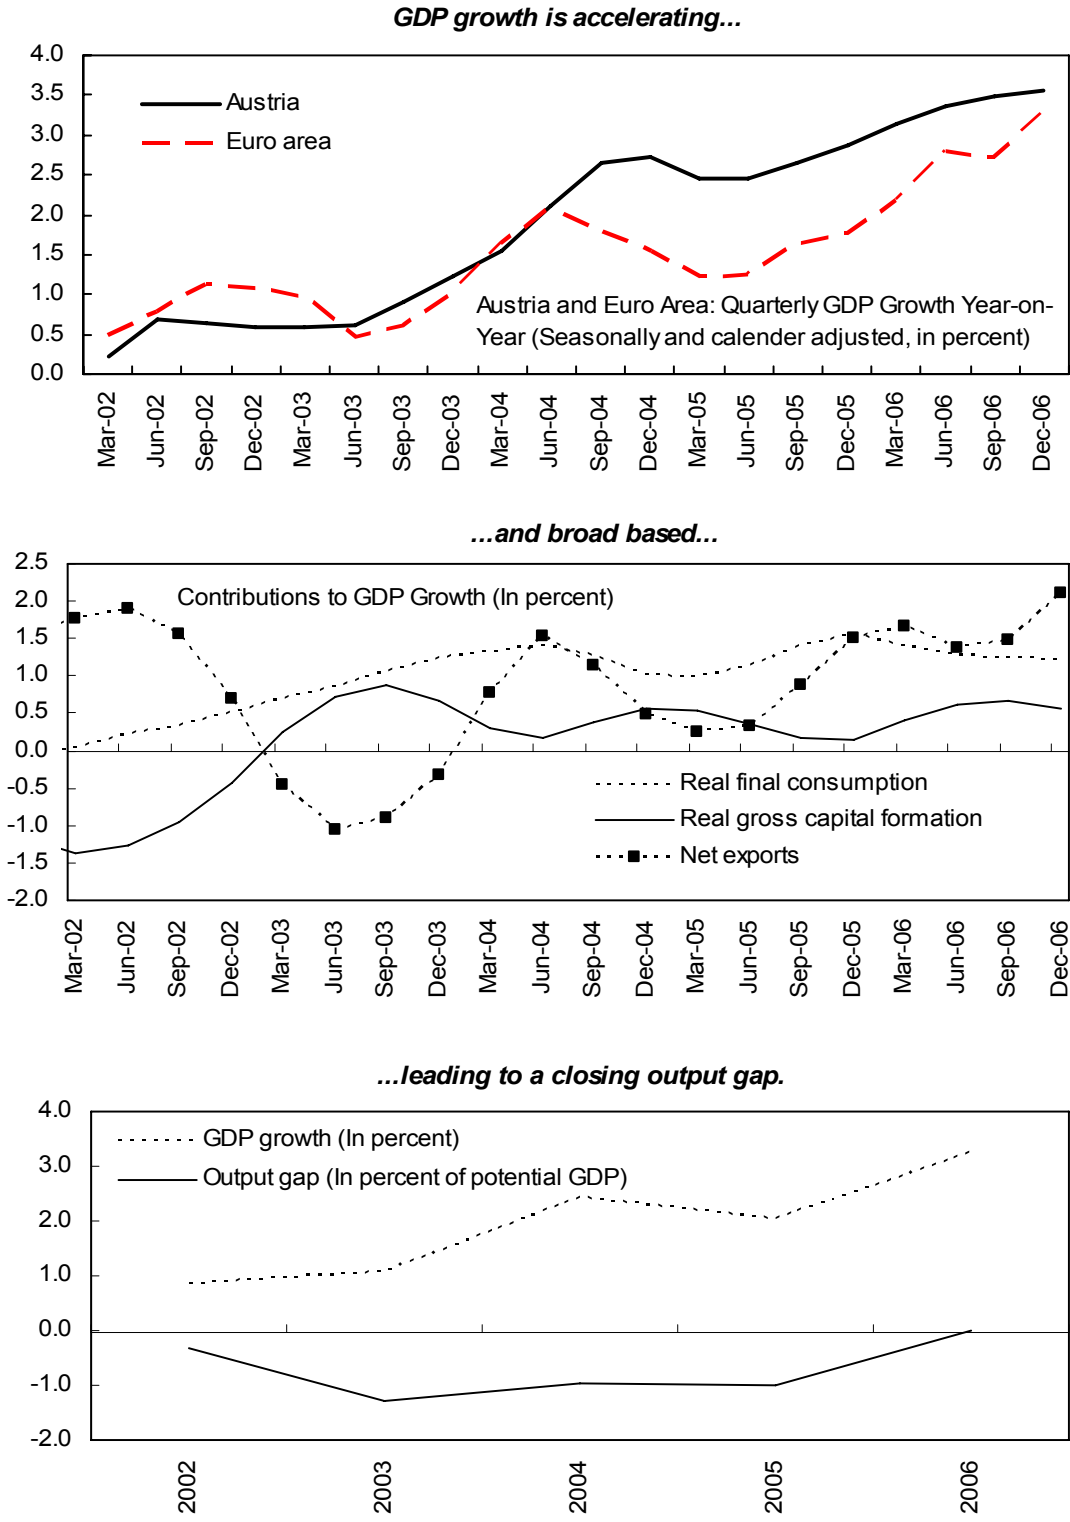 GDP growth is accelerating...
4.0
3.5
3.0
2.5
2.0
1.5
1.0
0.5
0.0
Austria
Euro area
Austria and Euro Area: Quarterly GDP Growth Year-on-
Year (Seasonally and calender adjusted, in percent)
Mar-02
Jun-02
Sep-02
Dec-02
Mar-03
Jun-03
Sep-03
Dec-03
Mar-04
Jun-04
Sep-04
Dec-04
Mar-05
Jun-05
Sep-05
Dec-05
Mar-06
Jun-06
Sep-06
Dec-06
...and broad based...
2.5
2.0
1.5
1.0
0.5
0.0
-0.5
-1.0
-1.5
-2.0
Contributions to GDP Growth (In percent)
Real final consumption
Real gross capital formation
Net exports
Mar-02
Jun-02
Sep-02
Dec-02
Mar-03
Jun-03
Sep-03
Dec-03
Mar-04
Jun-04
Sep-04
Dec-04
Mar-05
Jun-05
Sep-05
Dec-05
Mar-06
Jun-06
Sep-06
Dec-06
...leading to a closing output gap.
4.0
3.0
2.0
1.0
0.0
-1.0
-2.0
GDP growth (In percent)
Output gap (In percent of potential GDP)
2002
2003
2004
2005
2006